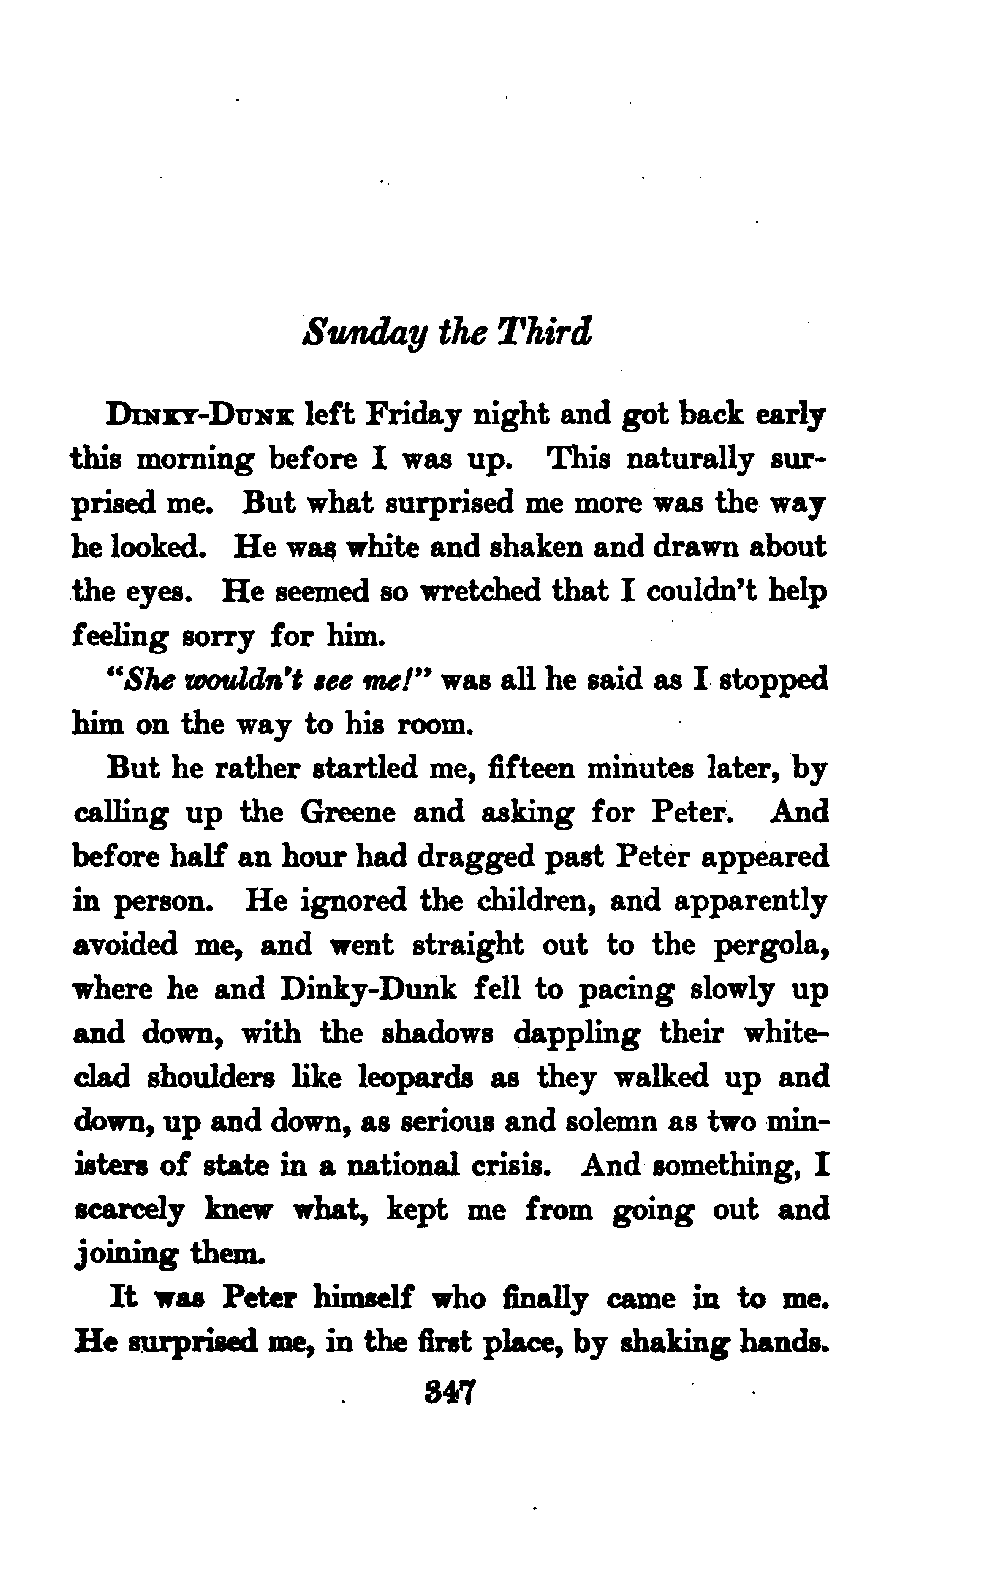 Sunday the Third
Dinky-Dunk left Friday night and got back early
this morning before I was up. This naturally sur-
prised me. But what surprised me more was the way
he looked. He was white and shaken and drawn about
the eyes. He seemed so wretched that I couldn't help
feeling sorry for him.
"She wouldn't see me!" was all he said as I stopped
him on the way to his room.
But he rather startled me, fifteen minutes later, by
calling up the Greene and asking for Peter. And
before half an hour had dragged past Peter appeared
in person. He ignored the children, and apparently
avoided me, and went straight out to the pergola,
where he and Dinky-Dunk fell to pacing slowly up
and down, with the shadows dappling their white-
clad shoulders like leopards as they walked up and
down, up and down, as serious and solemn as two min-
isters of state in a national crisis. And something, I
scarcely knew what, kept me from going out and
joining them.
It was Peter himself who finally came in to me.
He surprised me, in the first place, by shaking hands.
347